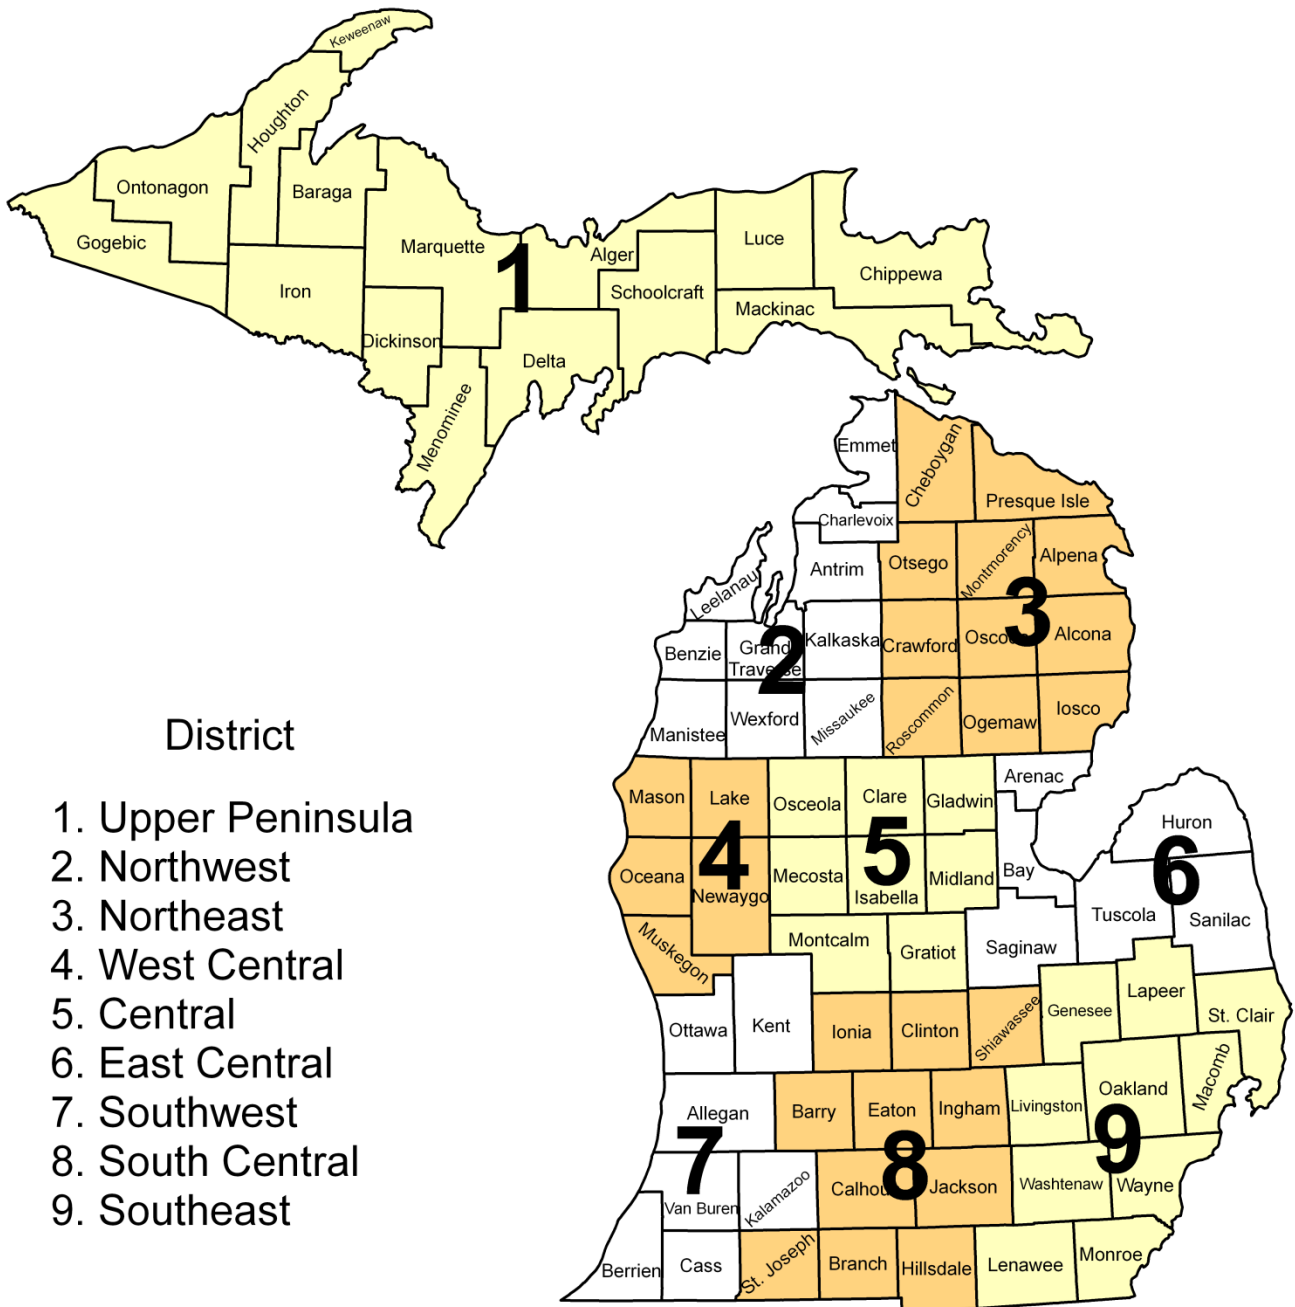 Keweenaw
Houghton
Ontonagon
Baraga
Gogebic
Marquette
1
Alger
Luce
Chippewa
Iron
Schoolcraft
Mackinac
Dickinson
Delta
Menominee
Emmet
Cheboygan
Presque Isle
Charlevoix
Antrim
Otsego
Montmorency
Alpena
Leelanau
3
Benzie
Grand
Traverse
2
Kalkaska
Crawford
Oscoda
Alcona
Manistee
Wexford
Missaukee
Roscommon
Ogemaw
Iosco
District
1. Upper Peninsula
2. Northwest
3. Northeast
4. West Central
5. Central
6. East Central
7. Southwest
8. South Central
9. Southeast
Arenac
Mason
Lake
Osceola
Clare
Gladwin
Huron
4
5
6
Oceana
Newaygo
Mecosta
Isabella
Midland
Bay
Tuscola
Sanilac
Muskegon
Montcalm
Gratiot
Saginaw
Ottawa
Kent
Ionia
Clinton
Shiawassee
Genesee
Lapeer
St. Clair
Allegan
Barry
Eaton
Ingham
Livingston
Oakland
Macomb
7
8
9
Van Buren
Kalamazoo
Calhoun
Jackson
Washtenaw
Wayne
Berrien
Cass
St. Joseph
Branch
Hillsdale
Lenawee
Monroe